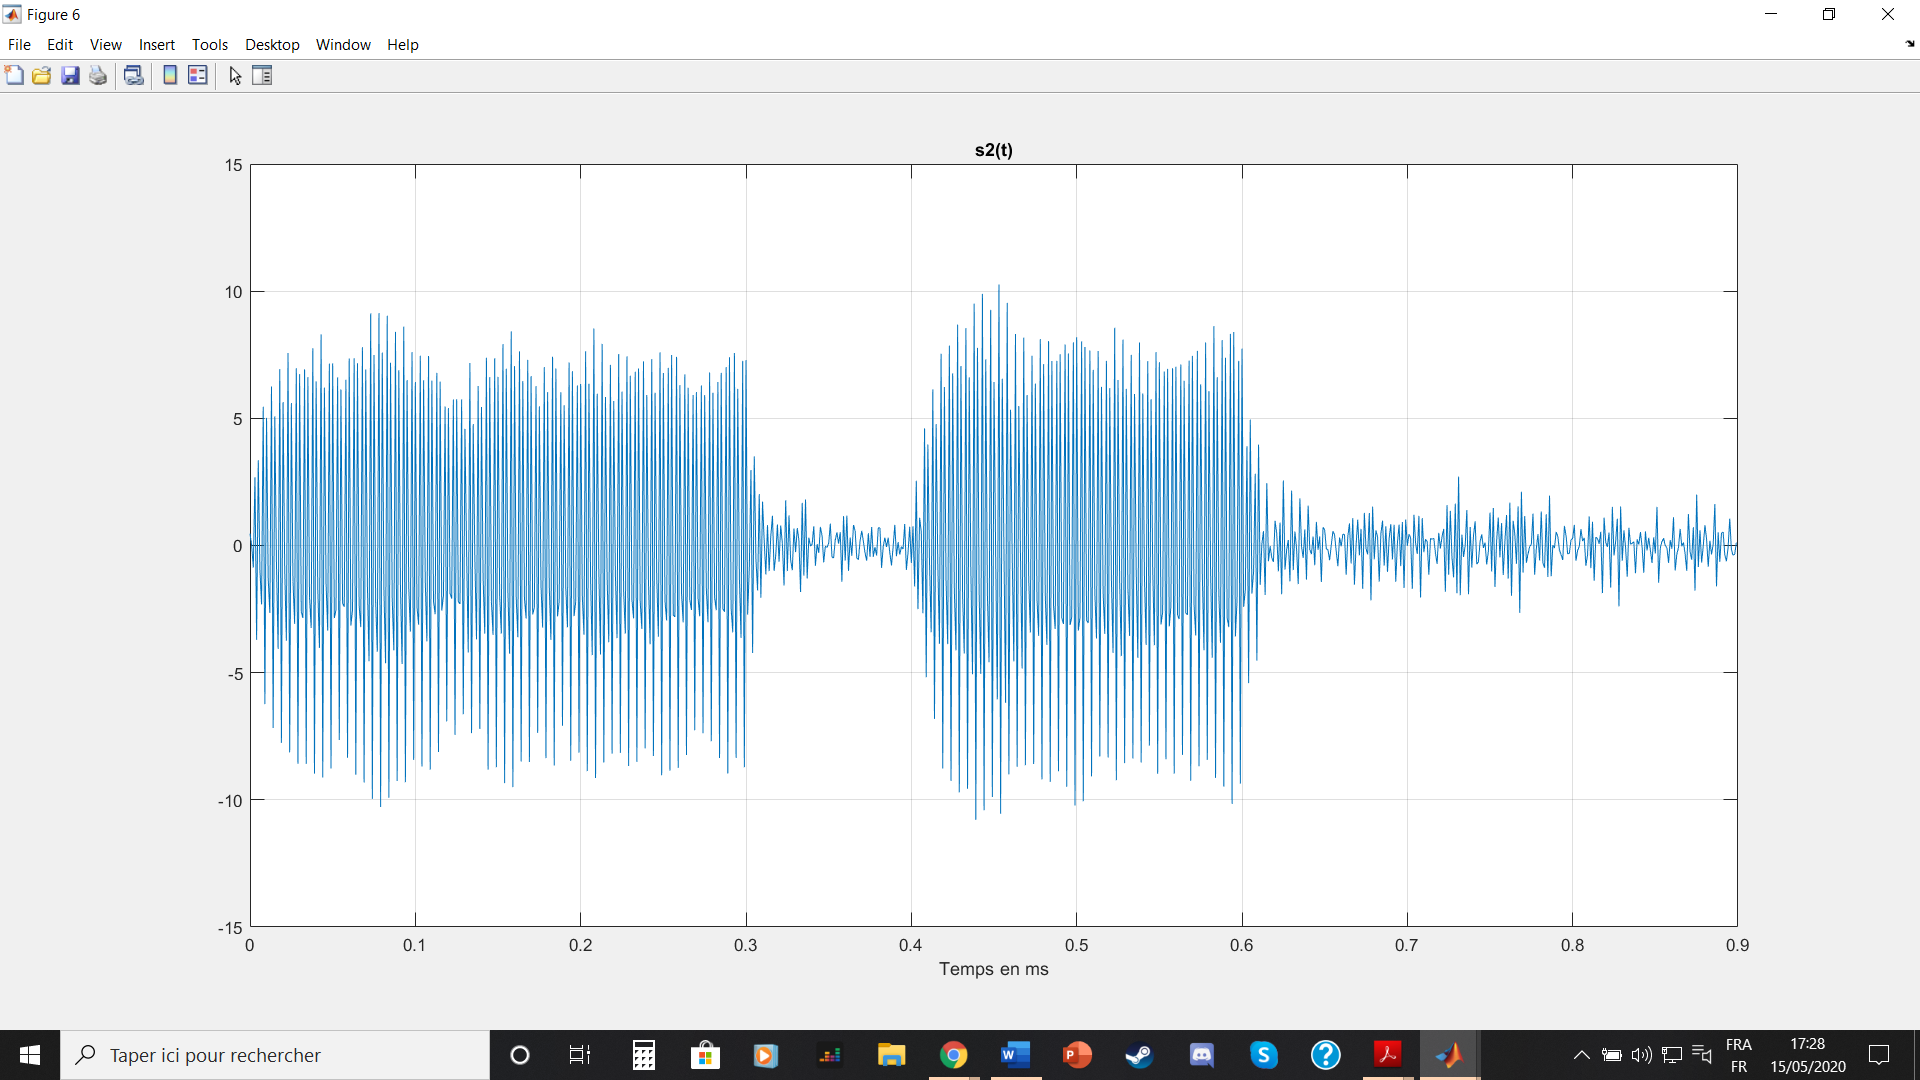 Figure 6
File Edit View Insert Tools Desktop Window Help
s2(t)
15
10
5
0
-5
-10
-15
0 0.1 0.2 0.3 0.4 0.5 0.6 0.7 0.8 0.9
Temps en ms
Taper ici pour rechercher
FRA
FR
17:28
15/05/2020